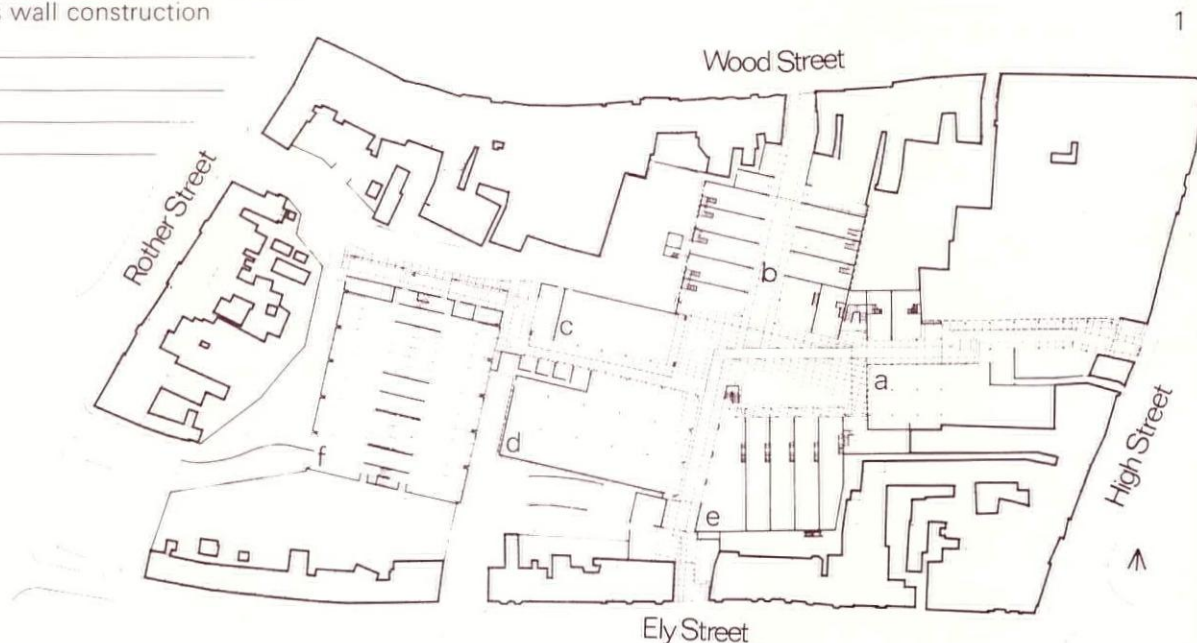 wall construction
1
Wood Street
Rother Street
b
c
a
d
High Street
f
e
Ely Street